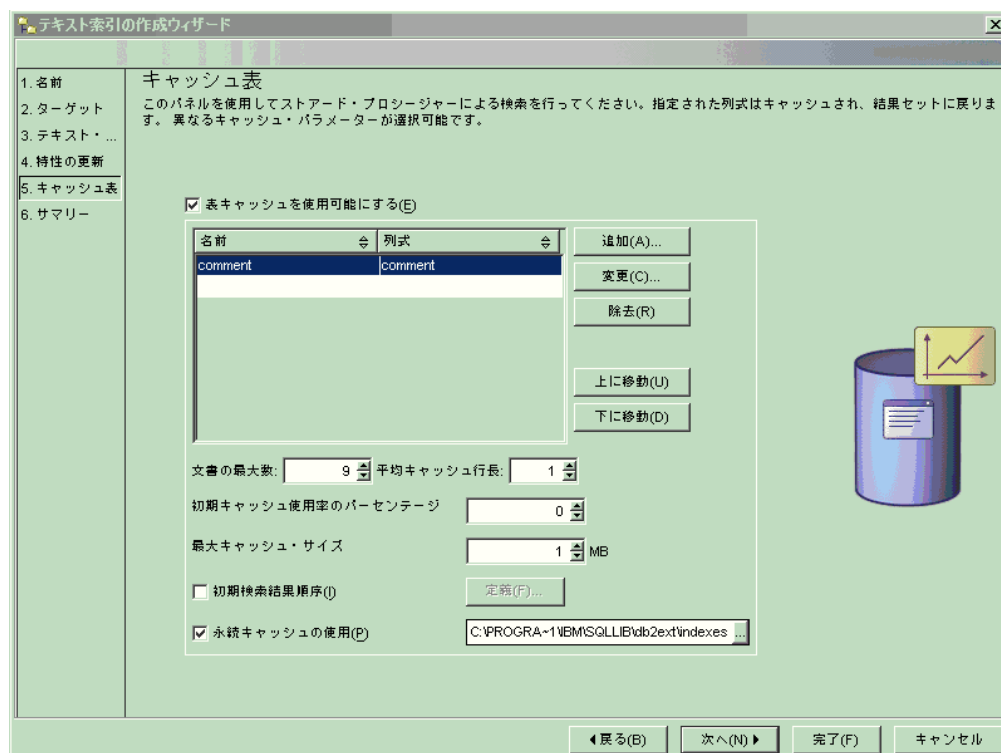 テキスト索引の作成ウィザード
1. 名前
2. ターゲット
3. テキスト・...
4. 特性の更新
5. キャッシュ表
6. サマリー
キャッシュ表
このパネルを使用してストアード・プロシージャーによる検索を行ってください。指定された列式はキャッシュされ、結果セットに戻りま
す。 異なるキャッシュ・パラメーターが選択可能です。
表キャッシュを使用可能にする(E)
名前 列式
comment comment
追加(A)...
変更(C)...
除去(R)
上に移動(U)
下に移動(D)
文書の最大数: 9 平均キャッシュ行長: 1
初期キャッシュ使用率のパーセンテージ 0
最大キャッシュ・サイズ 1 MB
初期検索結果順序(I) 定義(F)...
永続キャッシュの使用(P) C:\PROGRA~1\IBM\SQLLIB\db2ext\indexes ...
戻る(B) 次へ(N) 完了(F) キャンセル